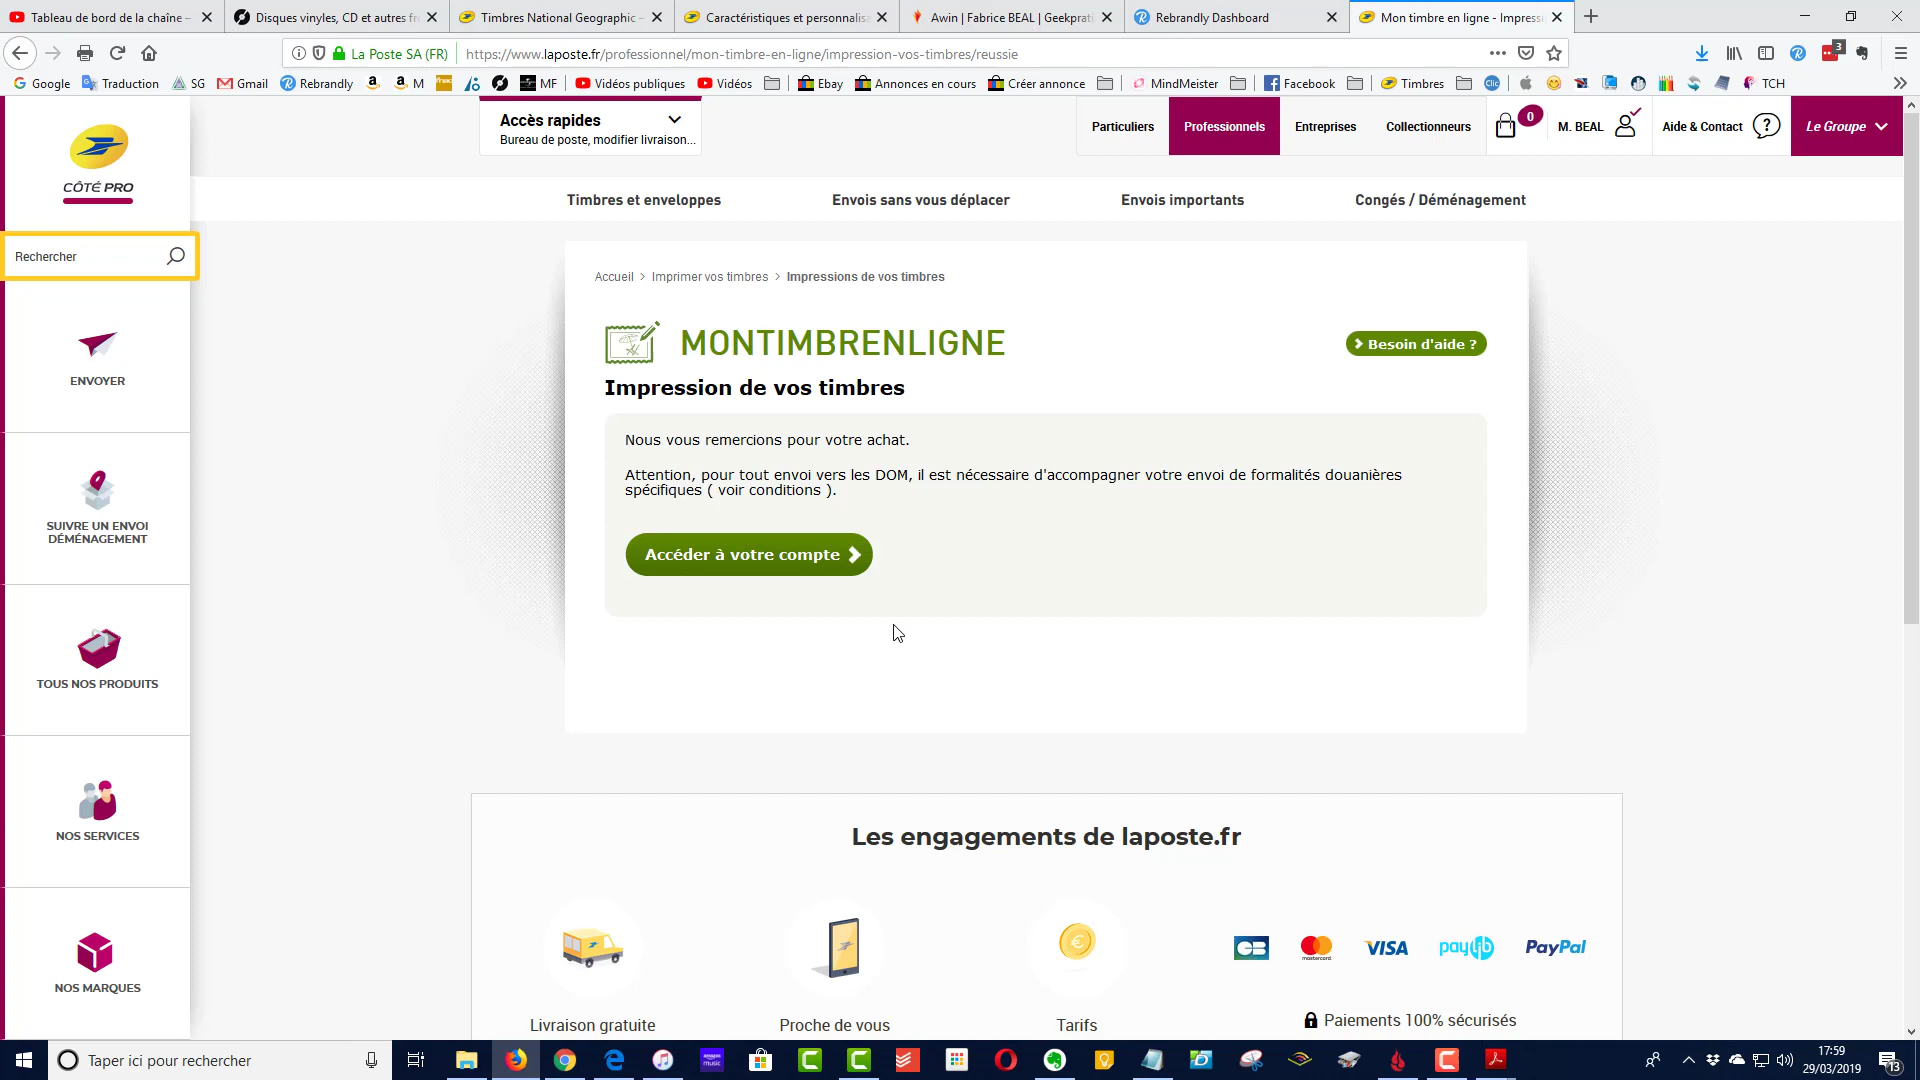 Tableau de bord de la chaîne –
Disques vinyles, CD et autres fr
Timbres National Geographic –
Caractéristiques et personnalis
Awin | Fabrice BEAL | Geekprati
Rebrandly Dashboard
Mon timbre en ligne - Impress
La Poste SA (FR)
https://www.laposte.fr/professionnel/mon-timbre-en-ligne/impression-vos-timbres/reussie
3
Google
Traduction
SG
Gmail
Rebrandly
a
a M
MF
Vidéos publiques
Vidéos
Ebay
Annonces en cours
Créer annonce
MindMeister
Facebook
Timbres
TCH
CÔTÉ PRO
Accès rapides
Bureau de poste, modifier livraison...
Particuliers
Professionnels
Entreprises
Collectionneurs
0
M. BEAL
Aide & Contact
?
Le Groupe
Timbres et enveloppes
Envois sans vous déplacer
Envois importants
Congés / Déménagement
Rechercher
ENVOYER
SUIVRE UN ENVOI
DÉMÉNAGEMENT
TOUS NOS PRODUITS
NOS SERVICES
NOS MARQUES
Accueil > Imprimer vos timbres > Impressions de vos timbres
MONTIMBRENLIGNE
Besoin d'aide ?
Impression de vos timbres
Nous vous remercions pour votre achat.
Attention, pour tout envoi vers les DOM, il est nécessaire d'accompagner votre envoi de formalités douanières
spécifiques ( voir conditions ).
Accéder à votre compte
Les engagements de laposte.fr
CB
mastercard
VISA
paylib
PayPal
Livraison gratuite
Proche de vous
Tarifs
Paiements 100% sécurisés
Taper ici pour rechercher
17:59
29/03/2019
13